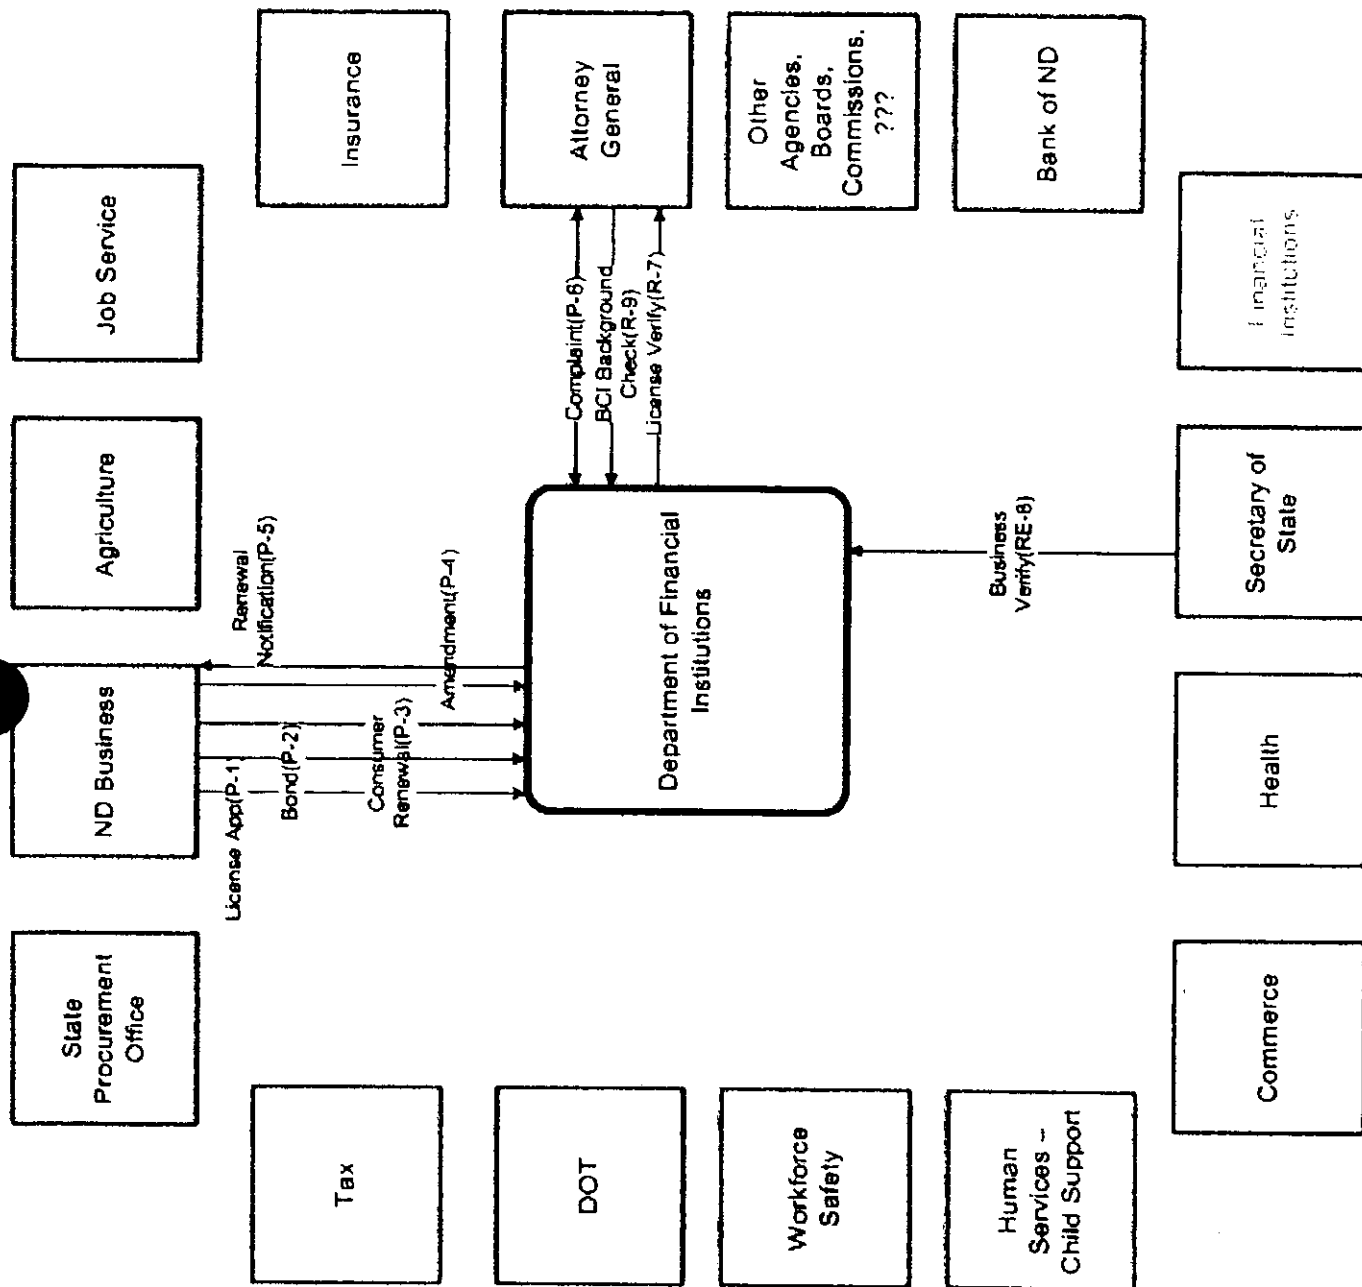 State
Procurement
Office
ND Business
Agriculture
Job Service
License App(P-1)
Bond(P-2)
Consumer
Renewal(P-3)
Amendment(P-4)
Renewal
Notification(P-5)
Tax
Insurance
DOT
Attorney
General
Complaint(P-6)
BCI Background
Check(R-9)
License Verify(R-7)
Department of Financial
Institutions
Workforce
Safety
Other
Agencies,
Boards,
Commissions.
???
Human
Services –
Child Support
Bank of ND
Business
Verify(RE-8)
Commerce
Health
Secretary of
State
Financial
Institutions